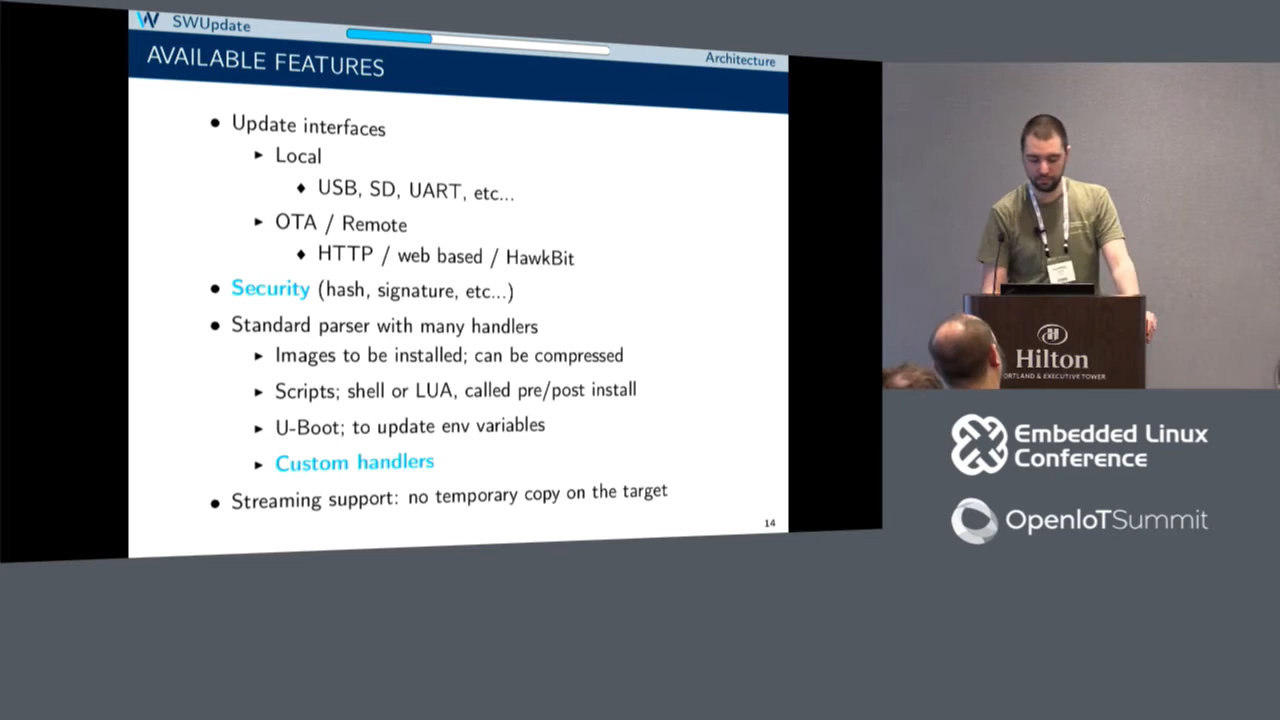 SWUpdate
Architecture
AVAILABLE FEATURES
• Update interfaces
► Local
♦ USB, SD, UART, etc...
► OTA / Remote
♦ HTTP / web based / HawkBit
• Security (hash, signature, etc...)
• Standard parser with many handlers
► Images to be installed; can be compressed
► Scripts; shell or LUA, called pre/post install
► U-Boot; to update env variables
► Custom handlers
• Streaming support: no temporary copy on the target
14
Hilton
PORTLAND & EXECUTIVE TOWER
Embedded Linux
Conference
OpenIoTSummit